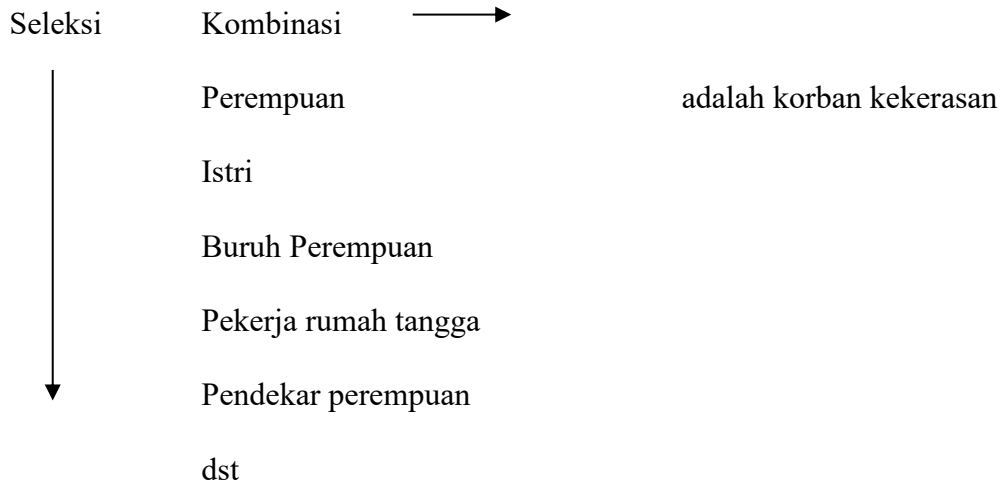 Seleksi Kombinasi
Perempuan adalah korban kekerasan
Istri
Buruh Perempuan
Pekerja rumah tangga
Pendekar perempuan
dst